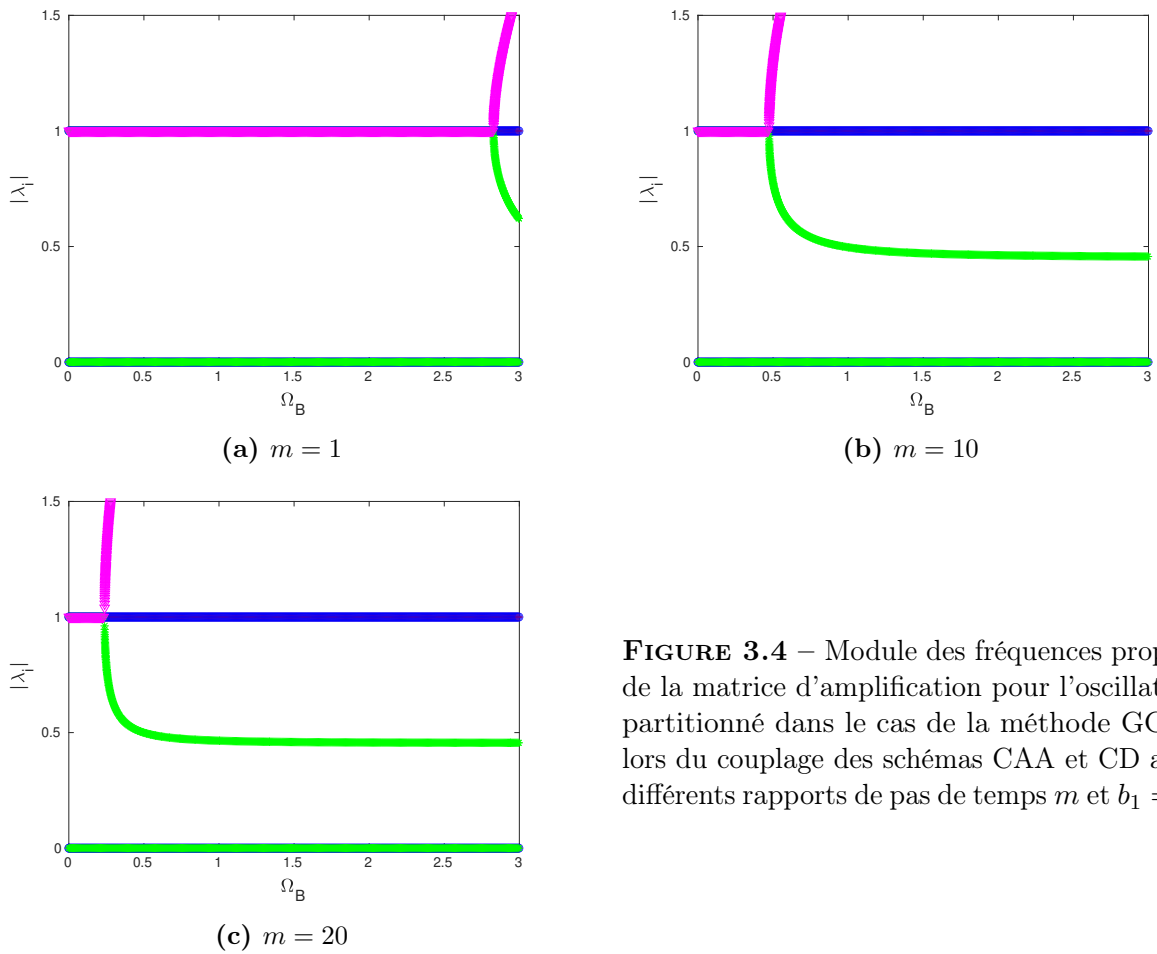 1.5
1
0.5
0
|λi|
0 0.5 1 1.5 2 2.5 3
ΩB
(a) m = 1
1.5
1
0.5
0
|λi|
0 0.5 1 1.5 2 2.5 3
ΩB
(b) m = 10
1.5
1
0.5
0
|λi|
0 0.5 1 1.5 2 2.5 3
ΩB
(c) m = 20
FIGURE 3.4 – Module des fréquences prop
de la matrice d'amplification pour l'oscillat
partitionné dans le cas de la méthode
lors du couplage des schémas CAA et CD a
différents rapports de pas de temps m et b1 =